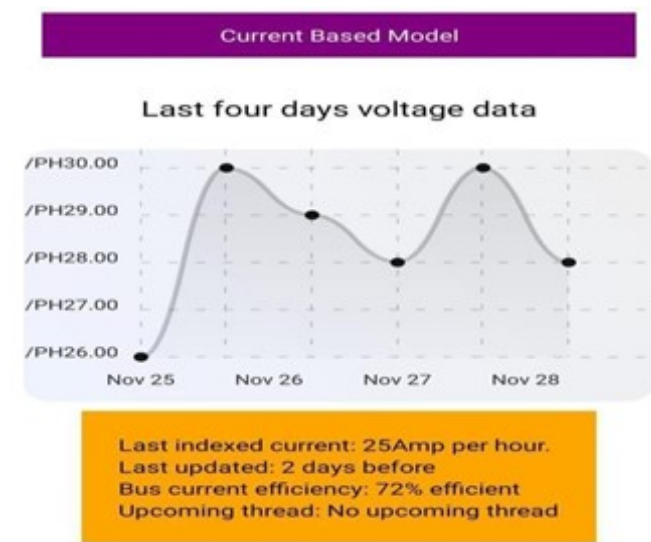 Current Based Model
Last four days voltage data
/PH30.00
/PH29.00
/PH28.00
/PH27.00
/PH26.00
Nov 25 Nov 26 Nov 27 Nov 28
Last indexed current: 25Amp per hour.
Last updated: 2 days before
Bus current efficiency: 72% efficient
Upcoming thread: No upcoming thread